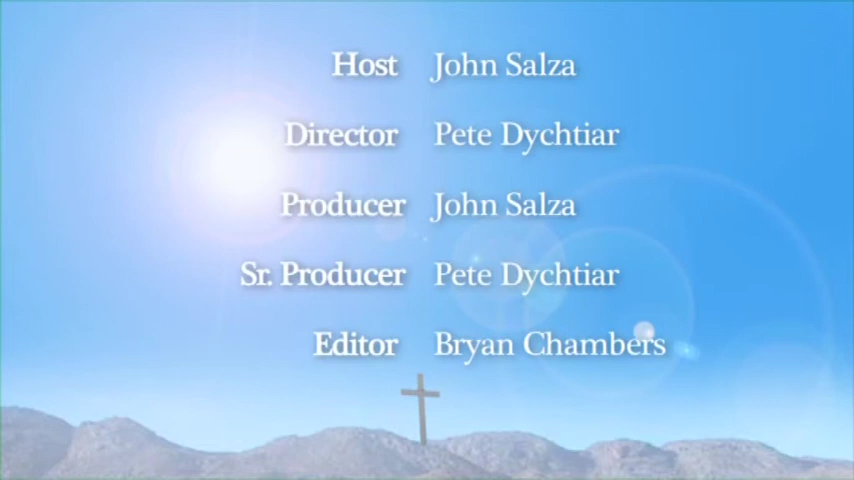 Host John Salza
Director Pete Dychtiar
Producer John Salza
Sr. Producer Pete Dychtiar
Editor Bryan Chambers